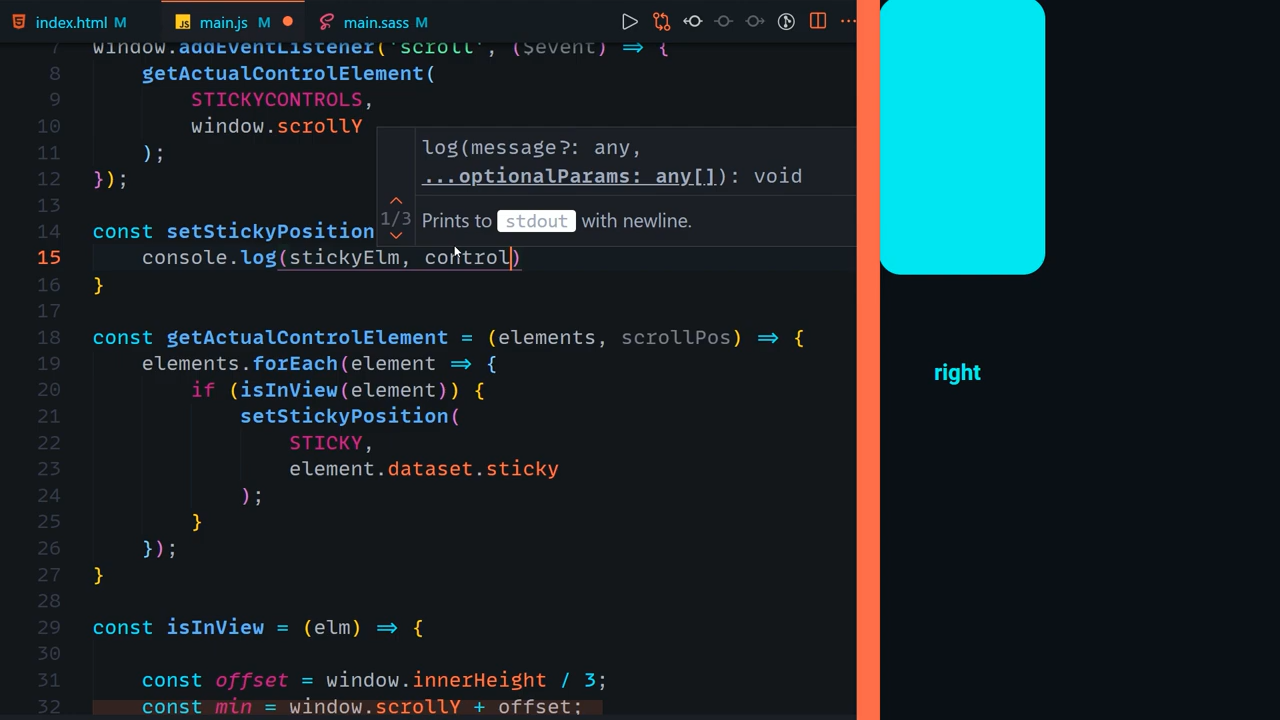 index.html M main.js M main.sass M
7 window.addEventListener('scroll', ($event) => {
8 getActualControlElement(
9 STICKYCONTROLS,
10 window.scrollY
11 );
12 });
13
14 const setStickyPosition
15 console.log(stickyElm, control)
16 }
17
18 const getActualControlElement = (elements, scrollPos) => {
19 elements.forEach(element => {
20 if (isInView(element)) {
21 setStickyPosition(
22 STICKY,
23 element.dataset.sticky
24 );
25 }
26 });
27 }
28
29 const isInView = (elm) => {
30
31 const offset = window.innerHeight / 3;
32 const min = window.scrollY + offset;
log(message?: any,
...optionalParams: any[]): void
1/3
Prints to stdout with newline.
right